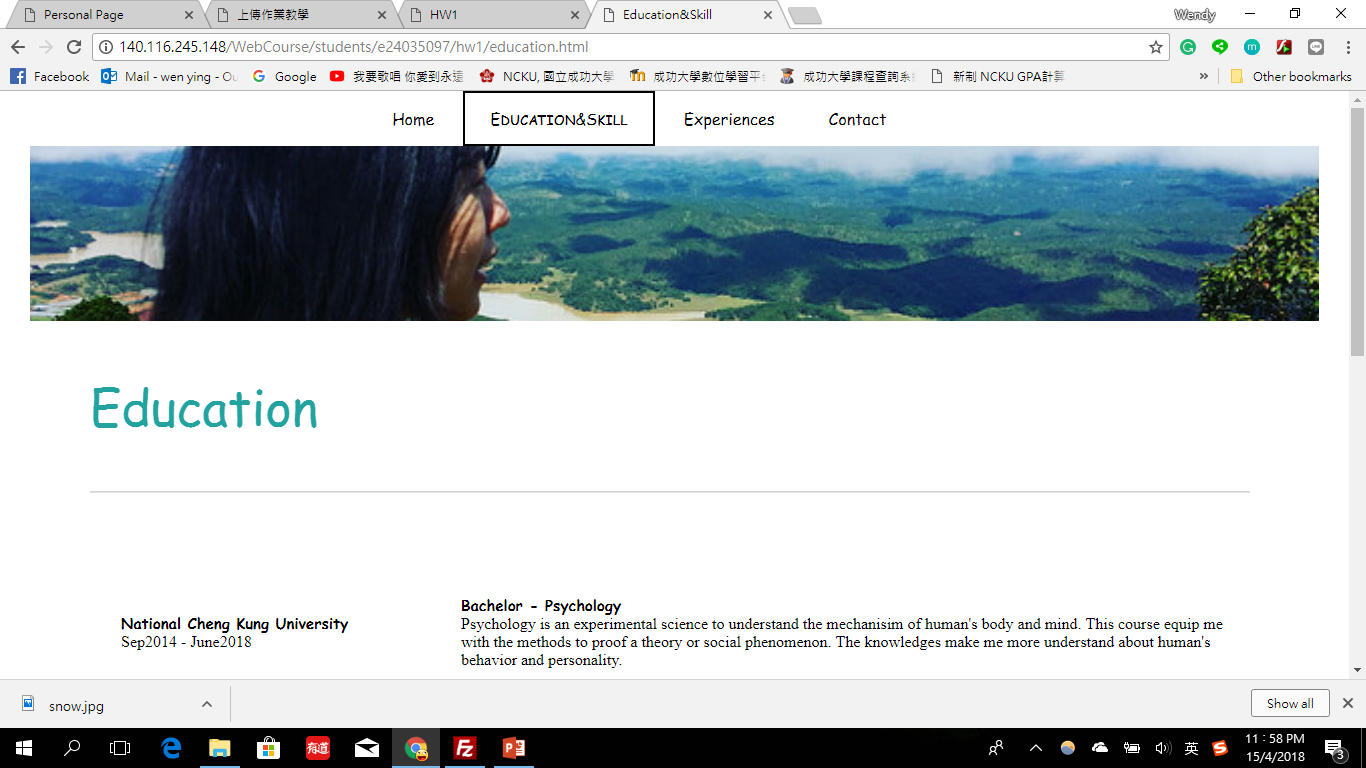 Personal Page
上傳作業教學
HW1
Education&Skill
Wendy
140.116.245.148/WebCourse/students/e24035097/hw1/education.html
Facebook
Mail - wen ying - Ou
Google
我要歌唱 你愛到永遠
NCKU, 國立成功大學
成功大學數位學習平
成功大學課程查詢系
新制 NCKU GPA計算
»
Other bookmarks
Home
EDUCATION&SKILL
Experiences
Contact
Education
National Cheng Kung University
Sep2014 - June2018
Bachelor - Psychology
Psychology is an experimental science to understand the mechanisim of human's body and mind. This course equip me
with the methods to proof a theory or social phenomenon. The knowledges make me more understand about human's
behavior and personality.
snow.jpg
Show all
有道
英
11:58 PM
15/4/2018
3